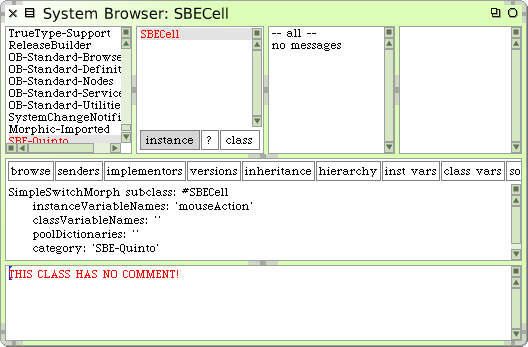 System Browser: SBECell
TrueType-Support
ReleaseBuilder
OB-Standard-Browse
OB-Standard-Definit
OB-Standard-Nodes
OB-Standard-Service
OB-Standard-Utilitie
SystemChangeNotifi
Morphic-Imported
SBE-Quinto
SBECell
instance ? class
-- all --
no messages
browse senders implementors versions inheritance hierarchy inst vars class vars so
SimpleSwitchMorph subclass: #SBECell
instanceVariableNames: 'mouseAction'
classVariableNames: ''
poolDictionaries: ''
category: 'SBE-Quinto'
THIS CLASS HAS NO COMMENT!